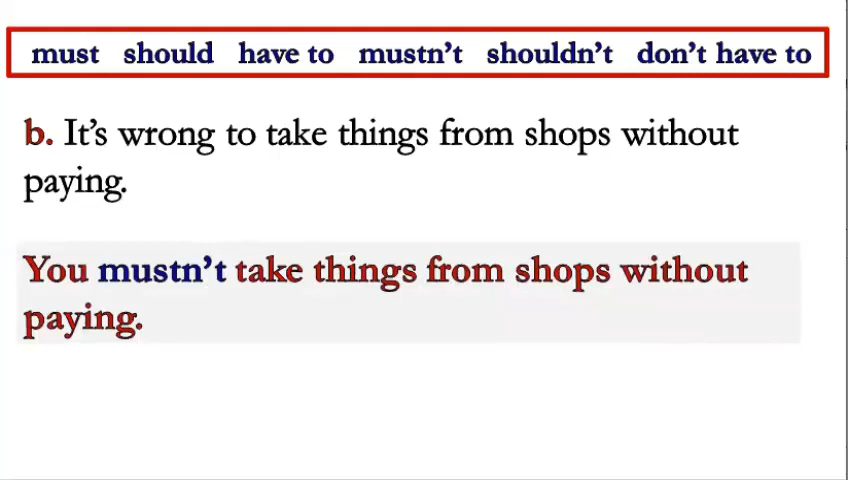 must should have to mustn't shouldn't don't have to
b. It's wrong to take things from shops without
paying.
You mustn't take things from shops without
paying.